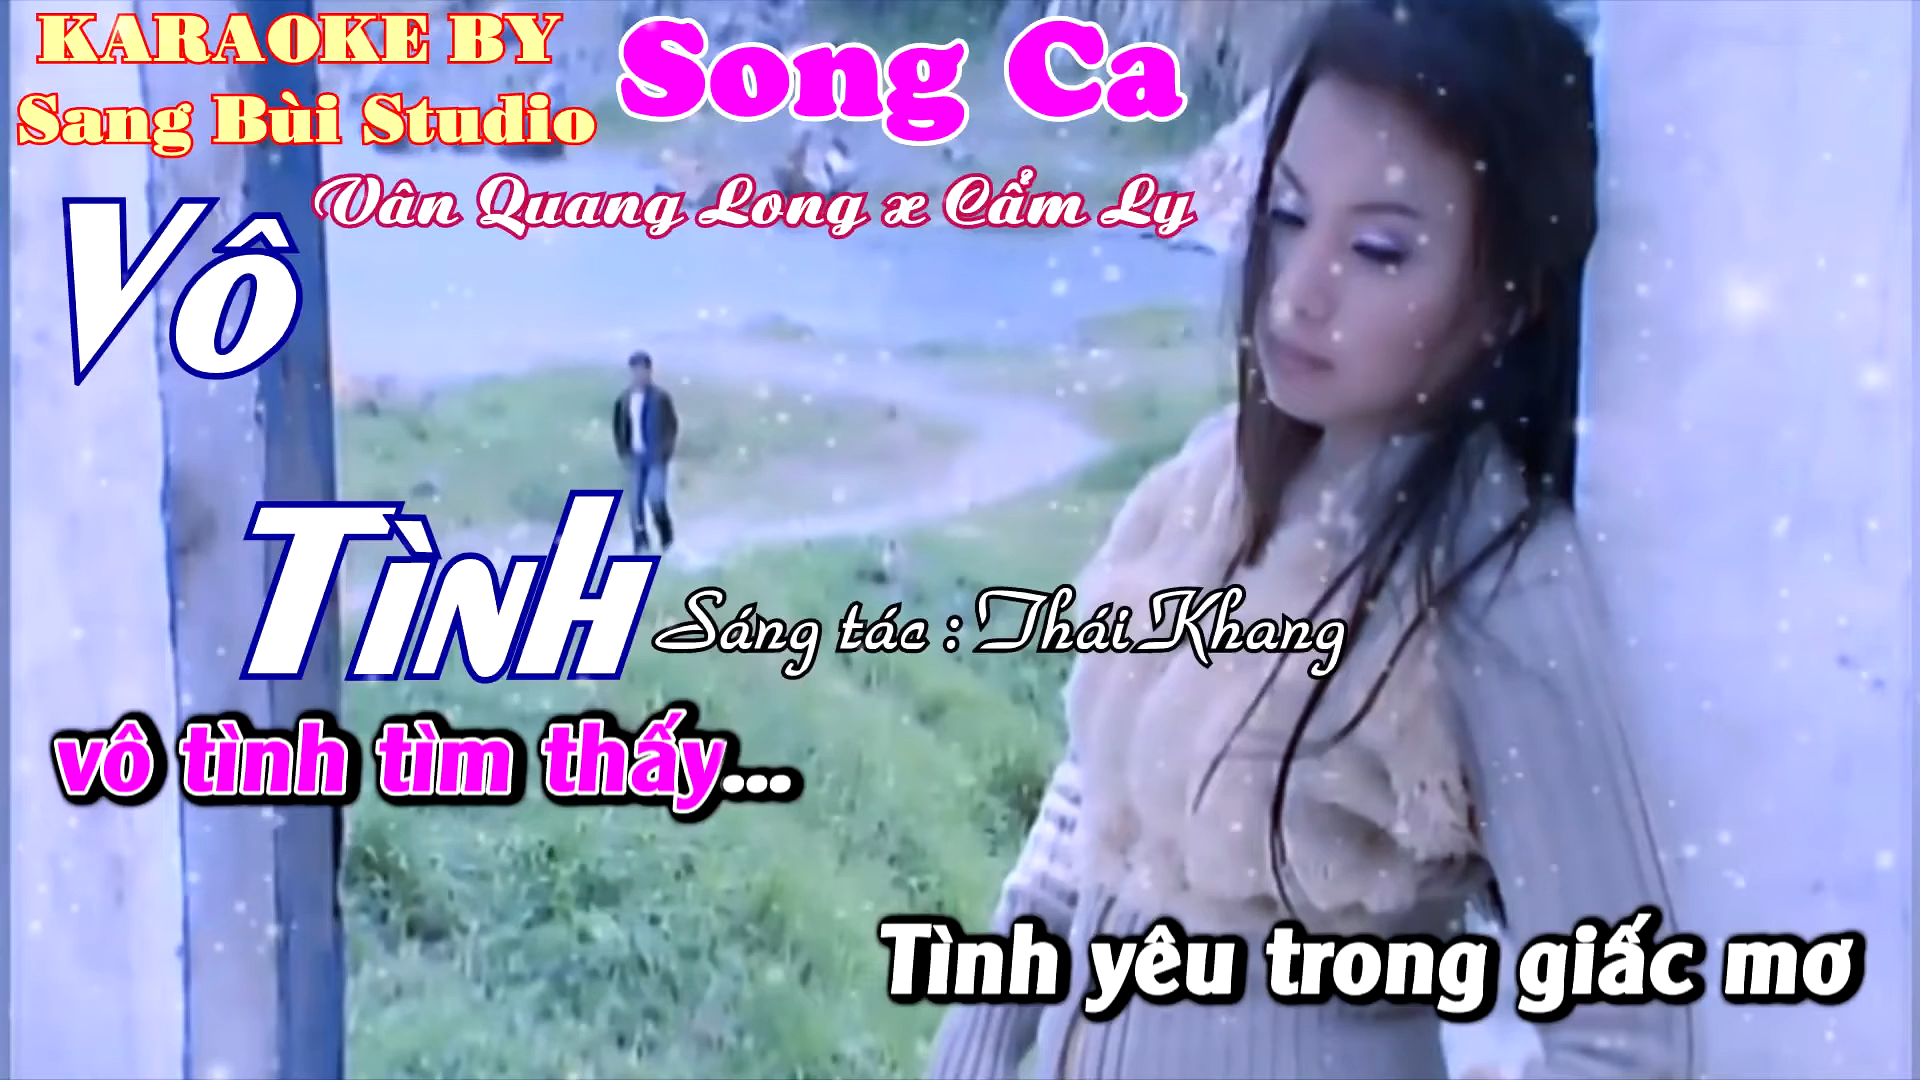 KARAOKE BY
Sang Bùi Studio
Song Ca
Vân Quang Long x Cẩm Ly
Vô
Tình
Sáng tác : Thái Khang
vô tình tìm thấy...
Tình yêu trong giấc mơ